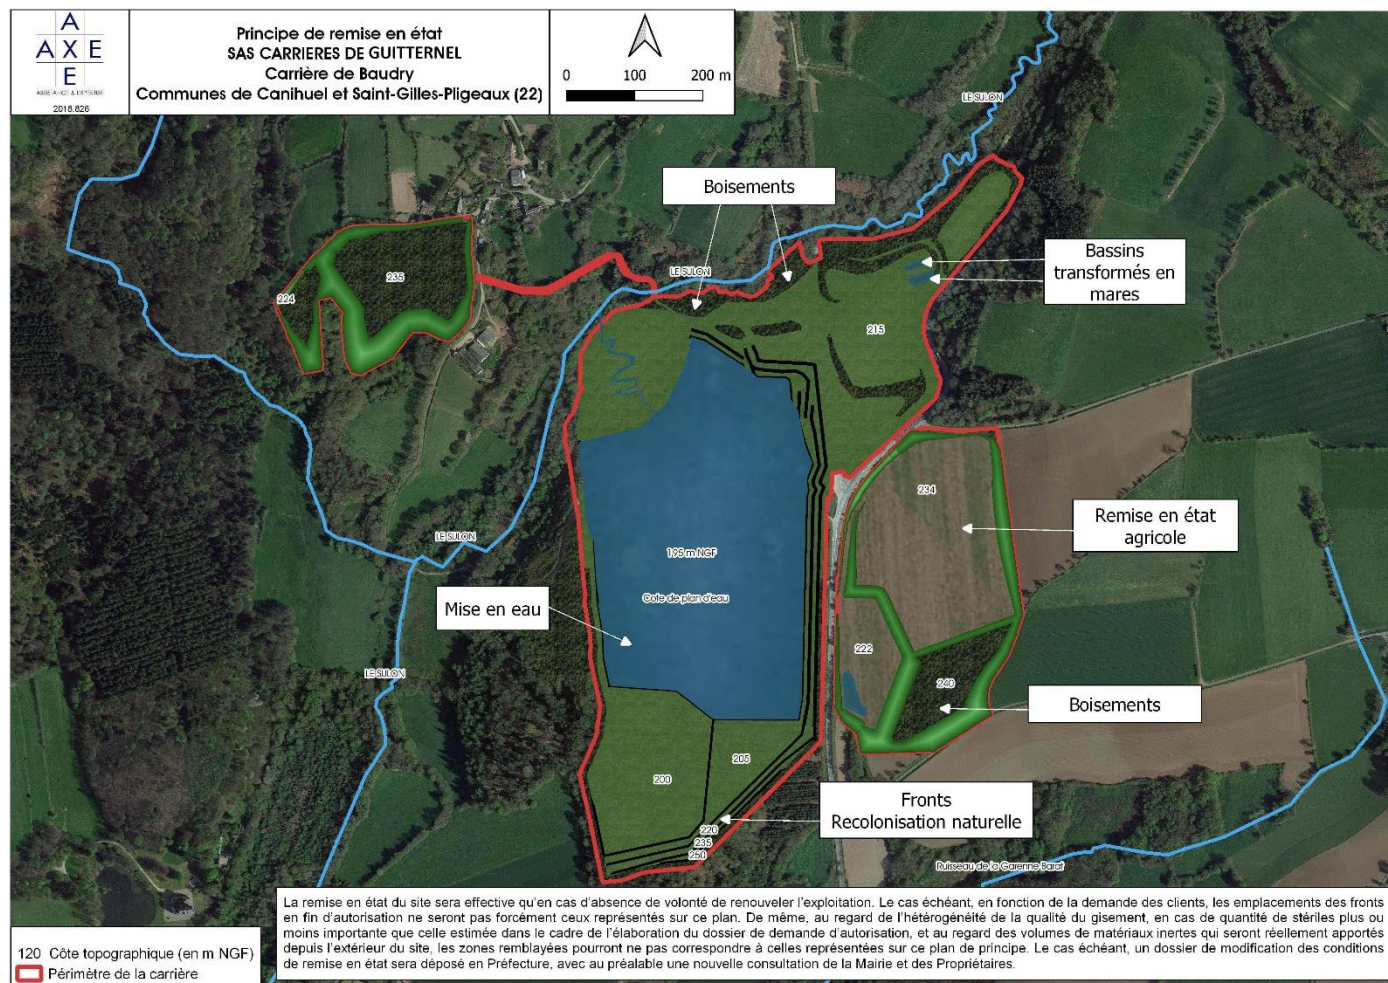 A
A X E
E
ASSISTANCE & EXPERTISE
2018.826
Principe de remise en état
SAS CARRIERES DE GUITTERNEL
Carrière de Baudry
Communes de Canihuel et Saint-Gilles-Pligeaux (22)
0 100 200 m
LE SULON
Boisements
Bassins
transformés en
mares
235
224
LE SULON
215
234
Remise en état
agricole
LE SULON
195 m NGF
Cote de plan d'eau
Mise en eau
222
LE SULON
240
Boisements
205
200
Fronts
Recolonisation naturelle
220
235
250
Ruisseau de la Garenne Barat
La remise en état du site sera effective qu'en cas d'absence de volonté de renouveler l'exploitation. Le cas échéant, en fonction de la demande des clients, les emplacements des fronts
en fin d'autorisation ne seront pas forcément ceux représentés sur ce plan. De même, au regard de l'hétérogénéité de la qualité du gisement, en cas de quantité de stériles plus ou
moins importante que celle estimée dans le cadre de l'élaboration du dossier de demande d'autorisation, et au regard des volumes de matériaux inertes qui seront réellement apportés
depuis l'extérieur du site, les zones remblayées pourront ne pas correspondre à celles représentées sur ce plan de principe. Le cas échéant, un dossier de modification des conditions
de remise en état sera déposé en Préfecture, avec au préalable une nouvelle consultation de la Mairie et des Propriétaires.
120 Côte topographique (en m NGF)
Périmètre de la carrière